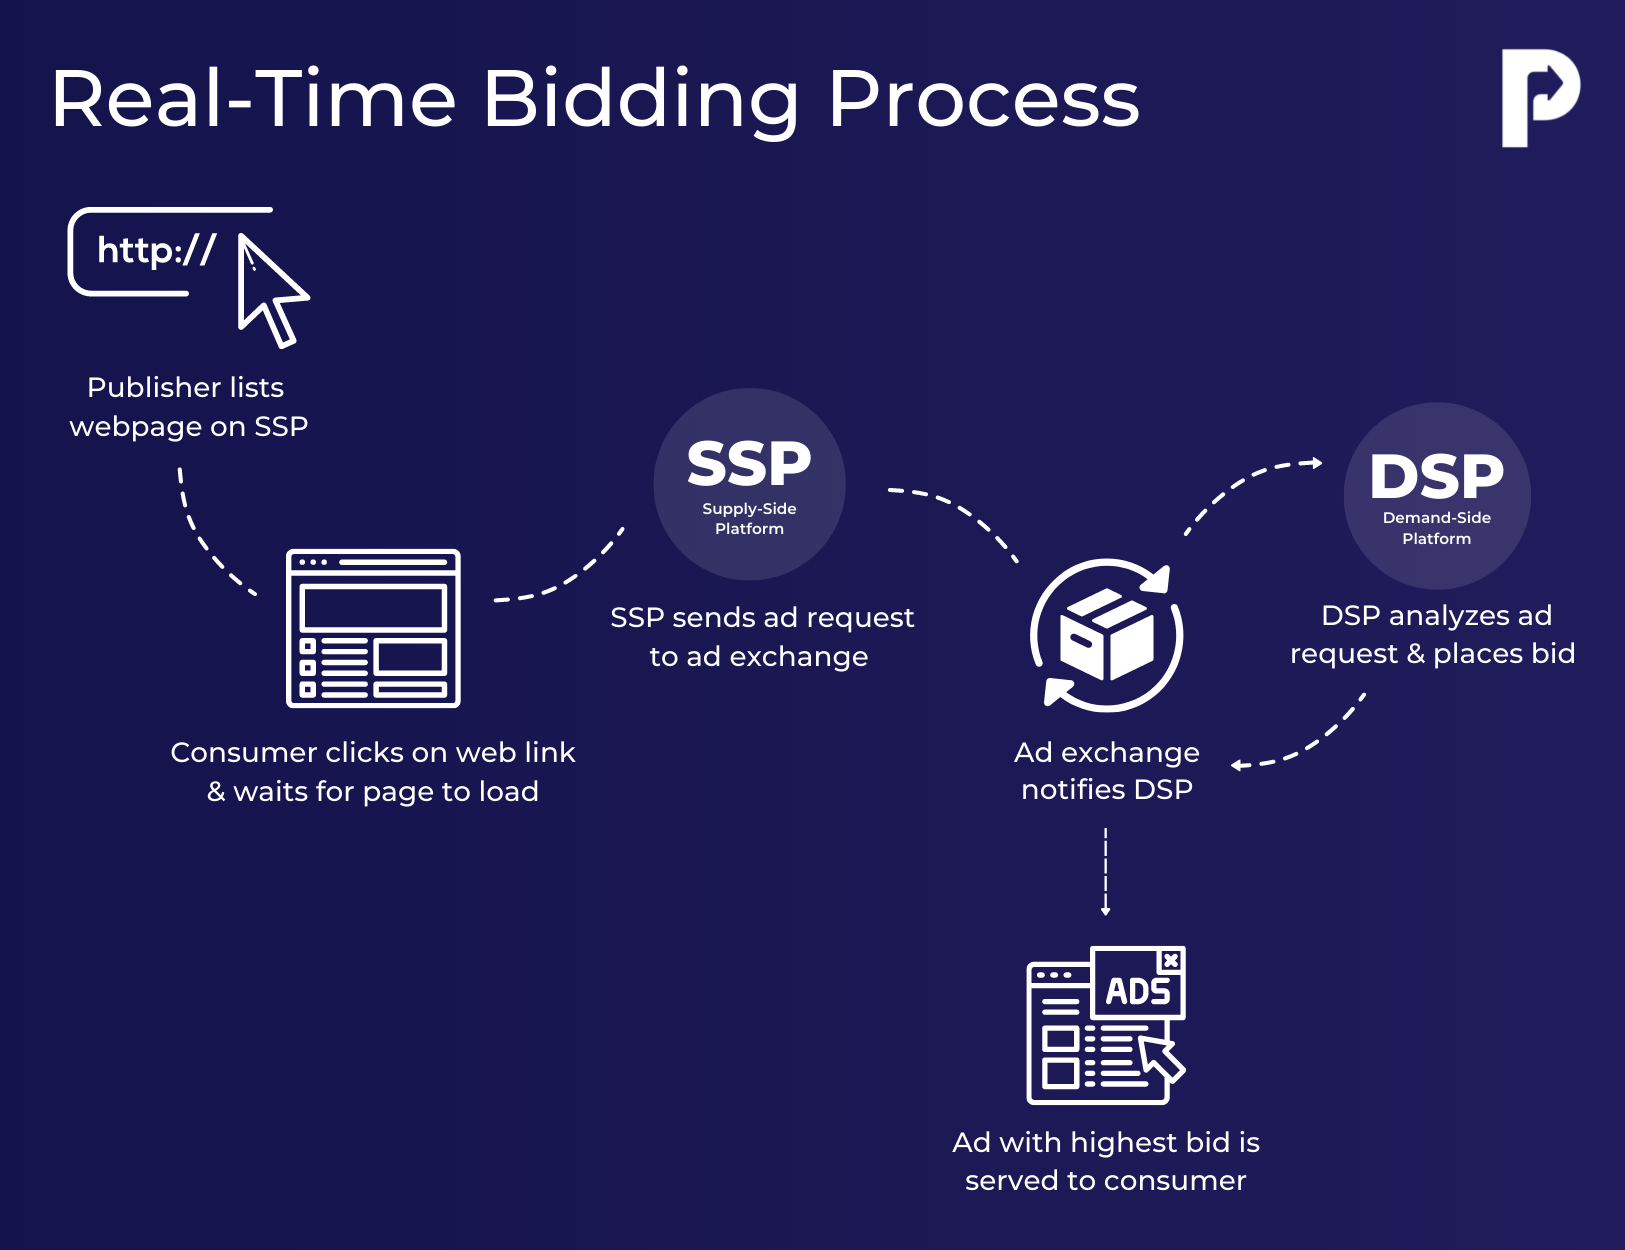 Real-Time Bidding Process
http://
Publisher lists
webpage on SSP
Consumer clicks on web link
& waits for page to load
SSP
Supply-Side
Platform
SSP sends ad request
to ad exchange
Ad exchange
notifies DSP
DSP
Demand-Side
Platform
DSP analyzes ad
request & places bid
ADS
Ad with highest bid is
served to consumer